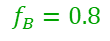 f_B = 0.8